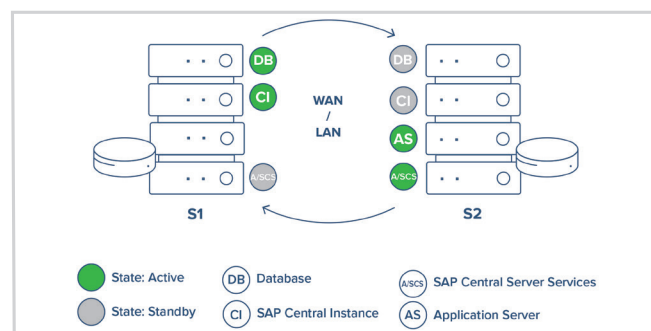 DB
CI
A/SCS
S1
WAN
/
LAN
DB
CI
AS
A/SCS
S2
State: Active
DB Database
A/SCS SAP Central Server Services
State: Standby
CI SAP Central Instance
AS Application Server